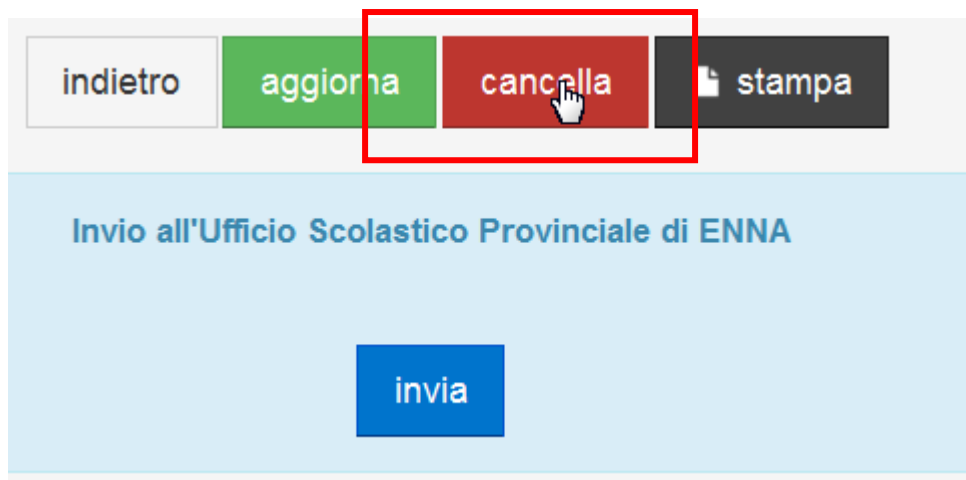 indietro aggiorna cancella stampa
Invio all'Ufficio Scolastico Provinciale di ENNA
invia